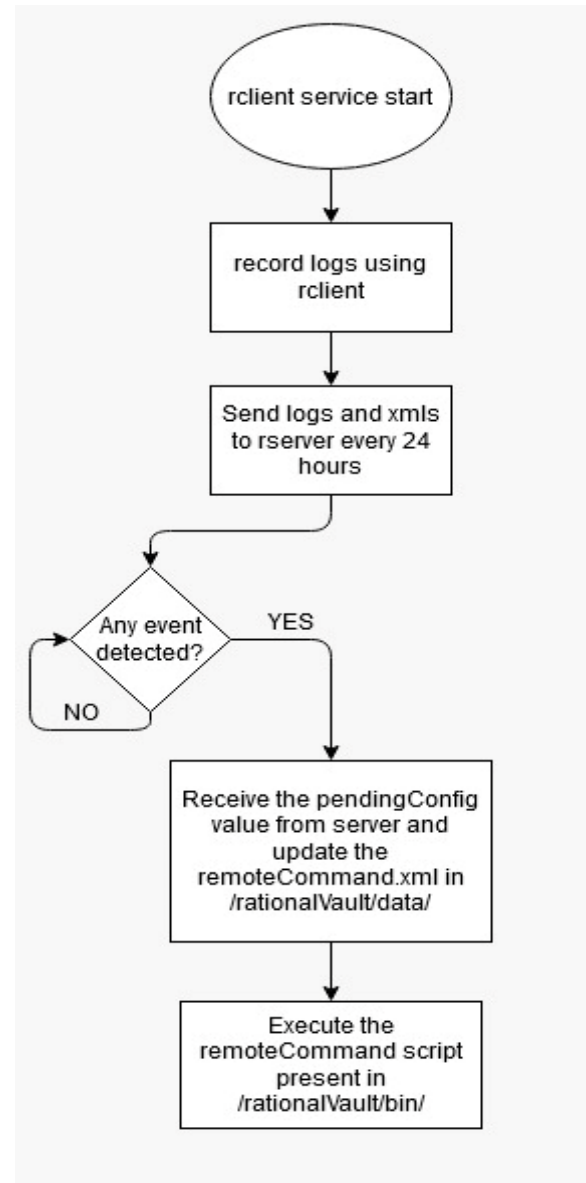 rclient service start
record logs using
rclient
Send logs and xmls
to rserver every 24
hours
Any event
detected?
YES
NO
Receive the pendingConfig
value from server and
update the
remoteCommand.xml in
/rationalVault/data/
Execute the
remoteCommand script
present in
/rationalVault/bin/